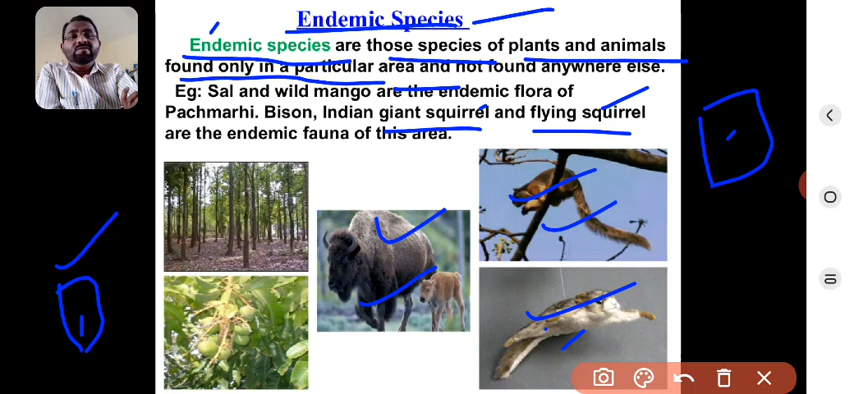 Endemic Species
Endemic species are those species of plants and animals
found only in a particular area and not found anywhere else.
Eg: Sal and wild mango are the endemic flora of
Pachmarhi. Bison, Indian giant squirrel and flying squirrel
are the endemic fauna of this area.